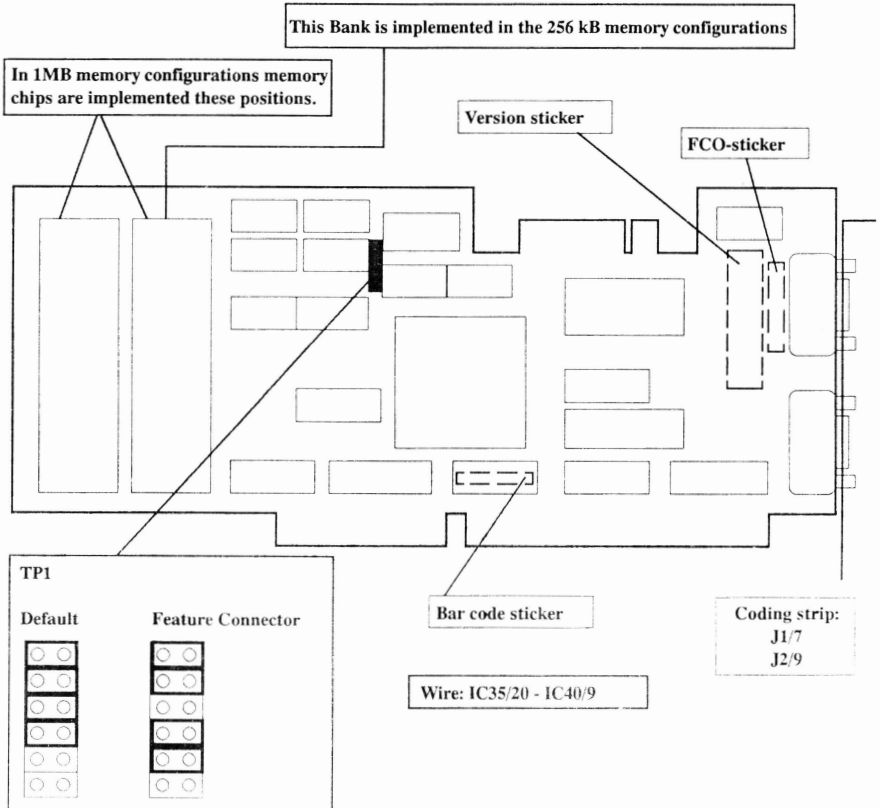 This Bank is implemented in the 256 kB memory configurations
In 1MB memory configurations memory
chips are implemented these positions.
Version sticker
FCO-sticker
TP1
Default
Feature Connector
Bar code sticker
Wire: IC35/20 - IC40/9
Coding strip:
J1/7
J2/9